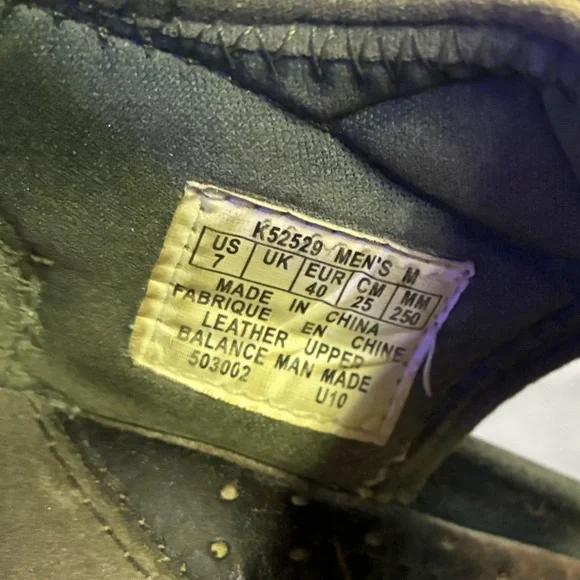 K52529 MEN'S M
US UK EUR CM MM
7 40 25 250
MADE IN CHINA
FABRIQUE EN CHINE
LEATHER UPPER
BALANCE MAN MADE
503002 U10